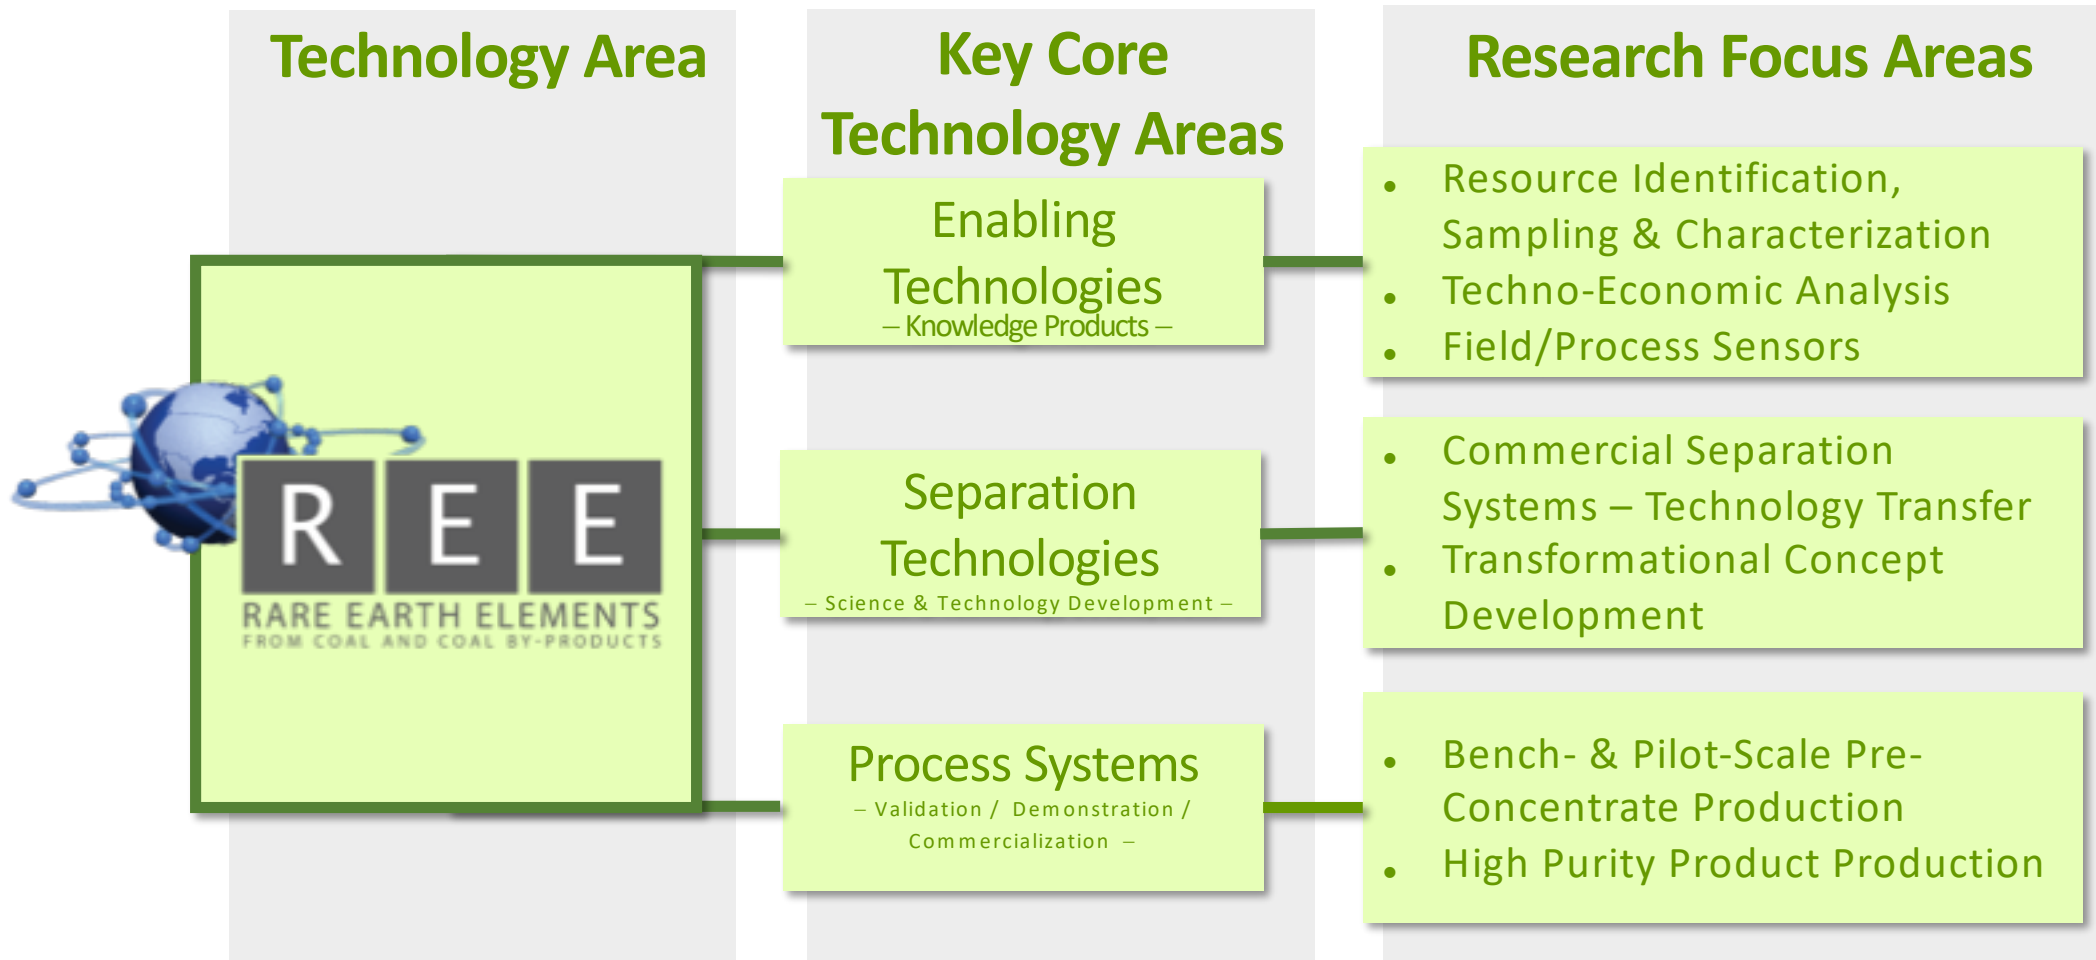 Technology Area
Key Core
Technology Areas
Research Focus Areas
R E E
RARE EARTH ELEMENTS
FROM COAL AND COAL BY-PRODUCTS
Enabling
Technologies
– Knowledge Products –
• Resource Identification,
Sampling & Characterization
• Techno-Economic Analysis
• Field/Process Sensors
Separation
Technologies
– Science & Technology Development –
• Commercial Separation
Systems – Technology Transfer
• Transformational Concept
Development
Process Systems
– Validation / Demonstration /
Commercialization –
• Bench- & Pilot-Scale Pre-
Concentrate Production
• High Purity Product Production